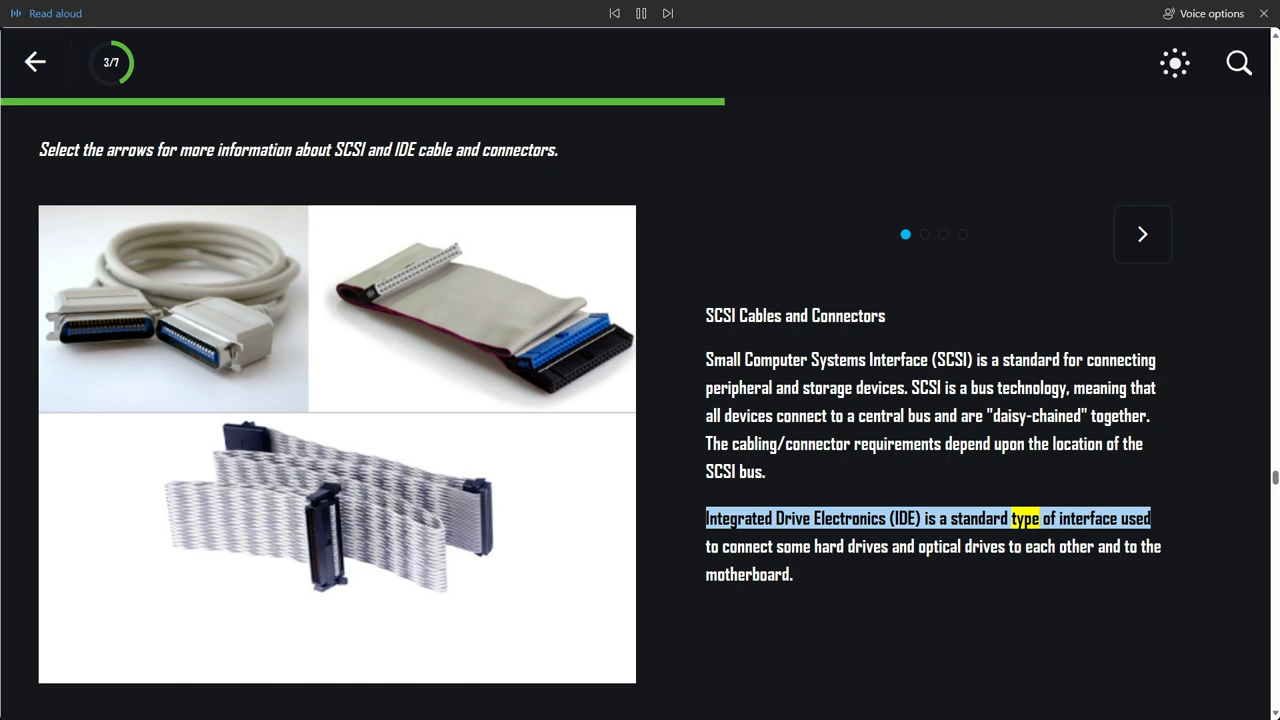 Read aloud
Voice options
3/7
Select the arrows for more information about SCSI and IDE cable and connectors.
SCSI Cables and Connectors
Small Computer Systems Interface (SCSI) is a standard for connecting
peripheral and storage devices. SCSI is a bus technology, meaning that
all devices connect to a central bus and are "daisy-chained" together.
The cabling/connector requirements depend upon the location of the
SCSI bus.
Integrated Drive Electronics (IDE) is a standard type of interface used
to connect some hard drives and optical drives to each other and to the
motherboard.